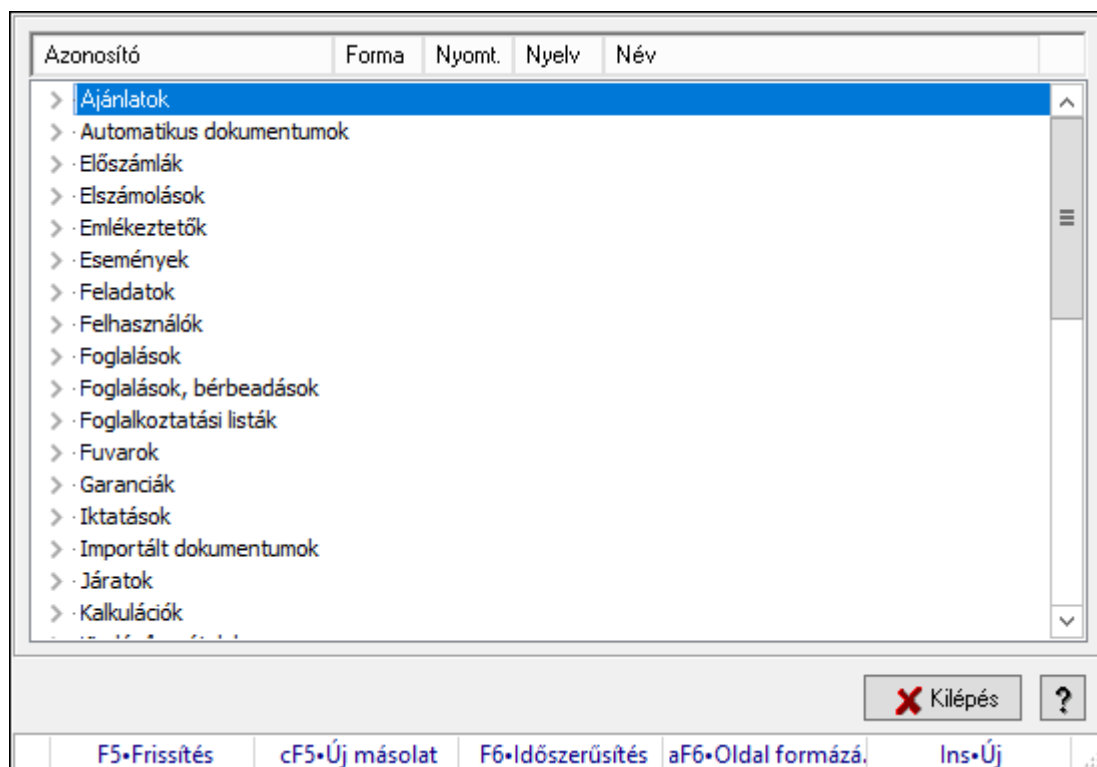 Azonosító Forma Nyomt. Nyelv Név
Ajánlatok
Automatikus dokumentumok
Előszámlák
Elszámolások
Emlékeztetők
Események
Feladatok
Felhasználók
Foglalások
Foglalások, bérbeadások
Foglalkoztatási listák
Fuvarok
Garanciák
Iktatások
Importált dokumentumok
Járatok
Kalkulációk
Kilépés ?
F5•Frissítés cF5•Új másolat F6•Időszerűsítés aF6•Oldal formázá. Ins•Új